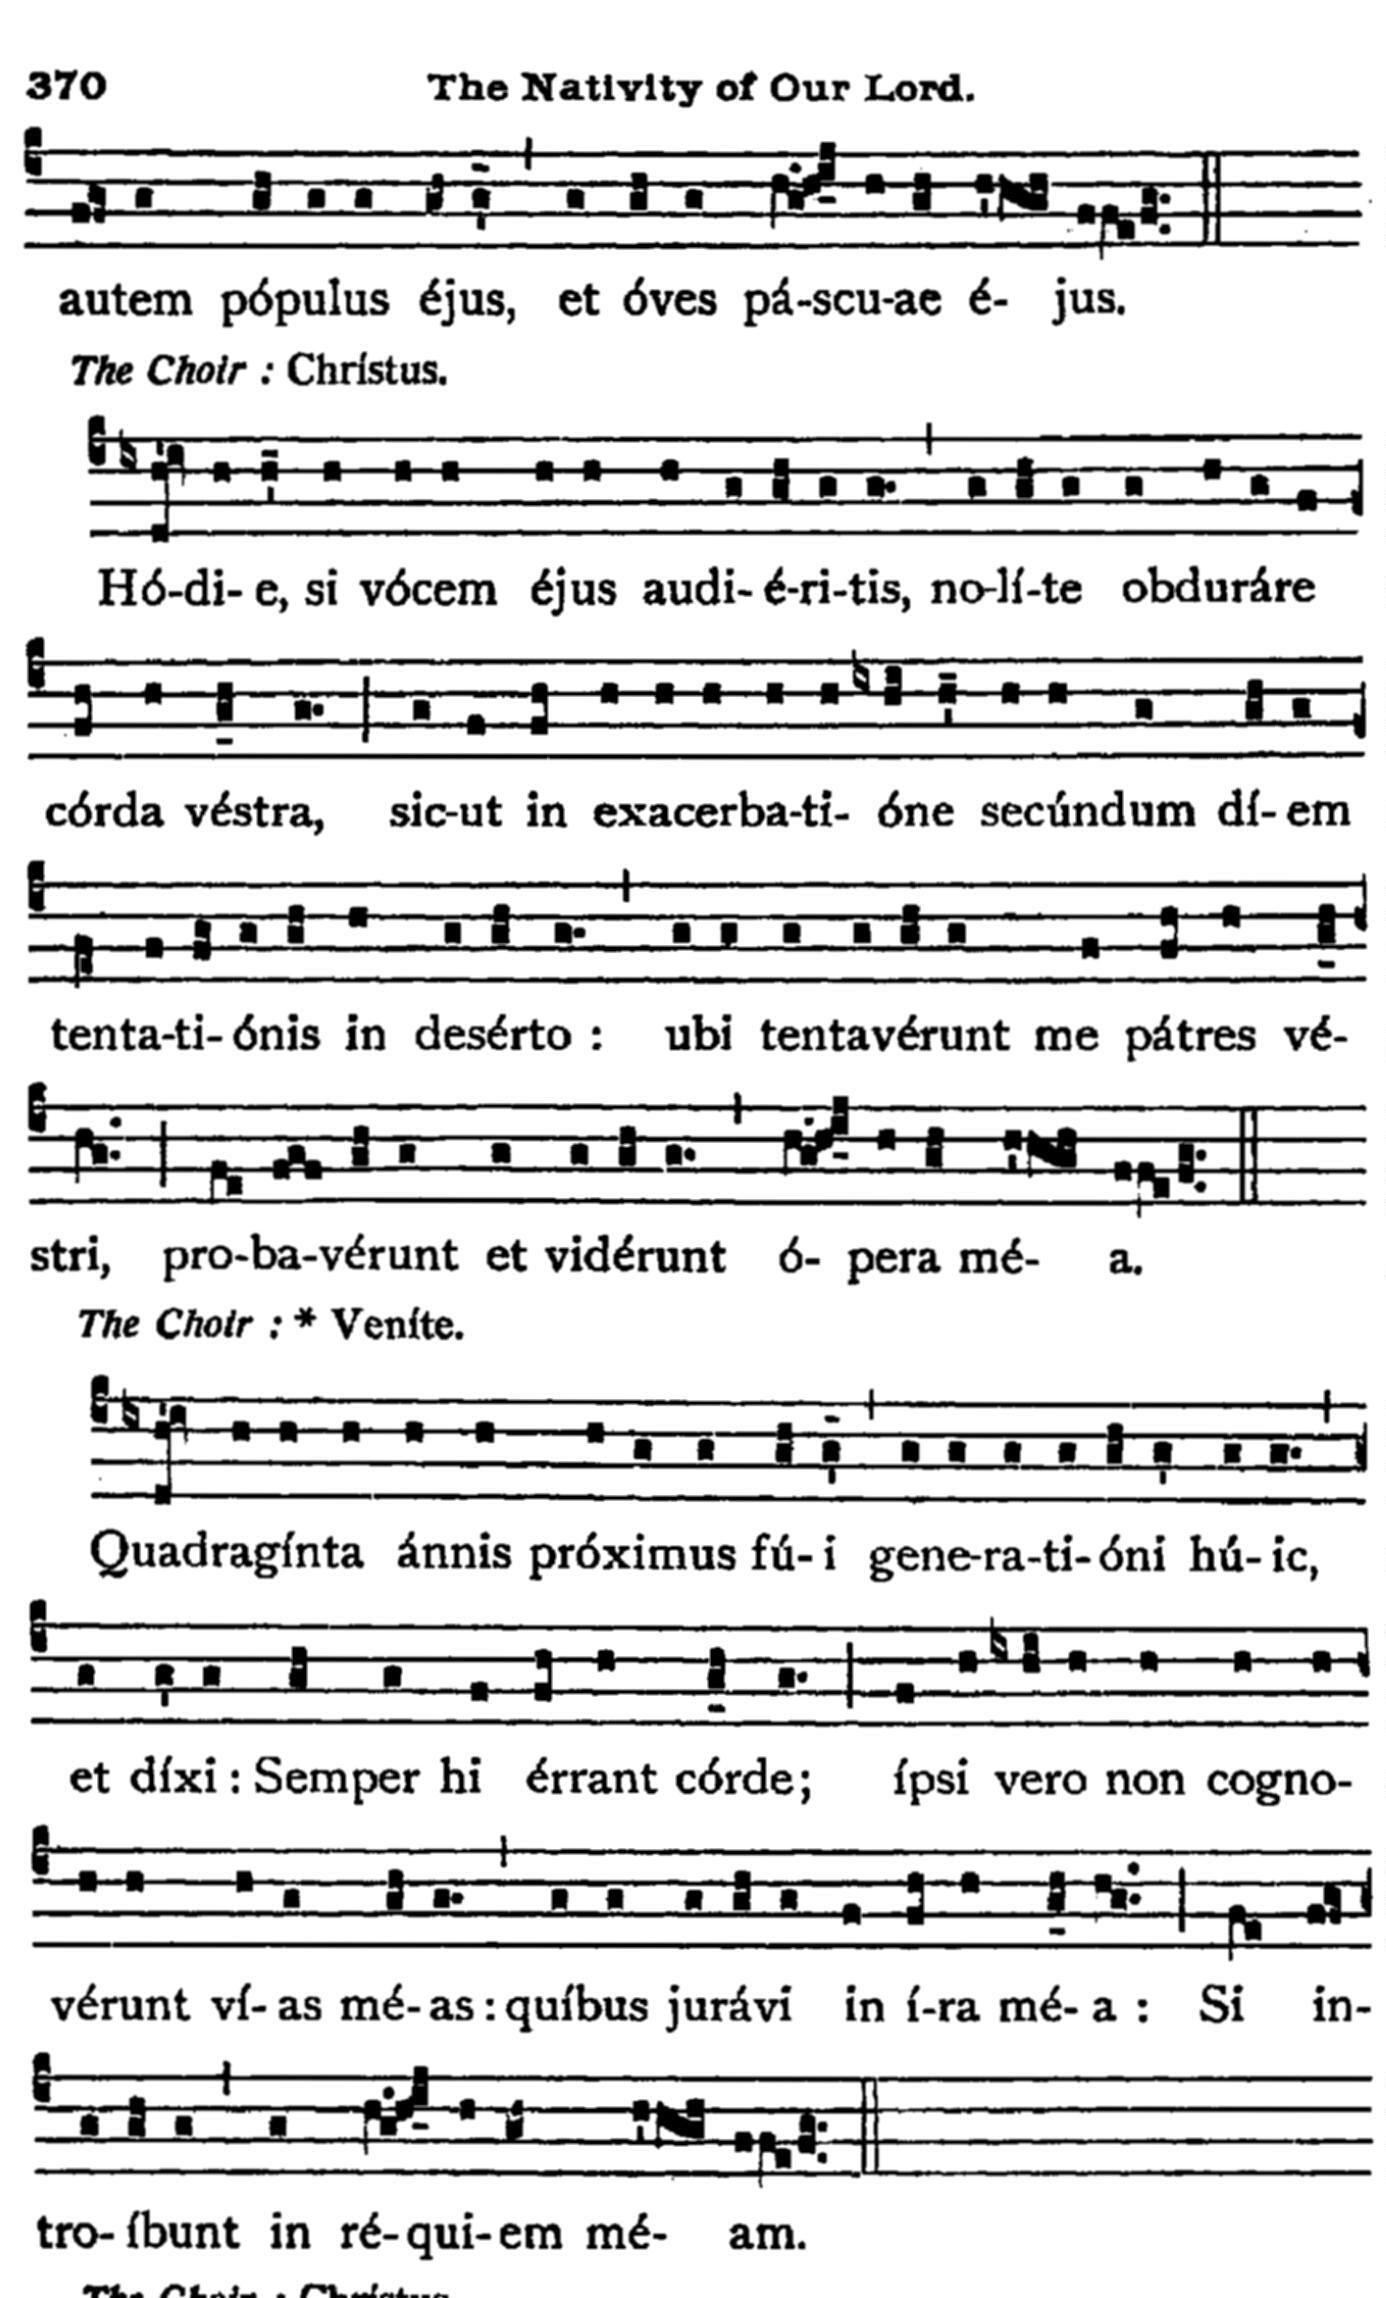 370 The Nativity of Our Lord.
autem pópulus éjus, et óves pá-scu-ae é- jus.
The Choir : Chrístus.
Hó-di- e, si vócem éjus audi- é-ri-tis, no-lí-te obduráre
córda véstra, sic-ut in exacerba-ti- óne secúndum dí- em
tenta-ti- ónis in desérto : ubi tentavérunt me pátres vé-
stri, pro-ba-vérunt et vidérunt ó- pera mé- a.
The Choir : * Veníte.
Quadragínta ánnis próximus fú- i gene-ra-ti- óni hú- ic,
et díxi : Semper hi érrant córde; ípsi vero non cogno-
vérunt ví- as mé- as : quíbus jurávi in í-ra mé- a : Si in-
tro- íbunt in ré- qui- em mé- am.
The Choir : Chrístus